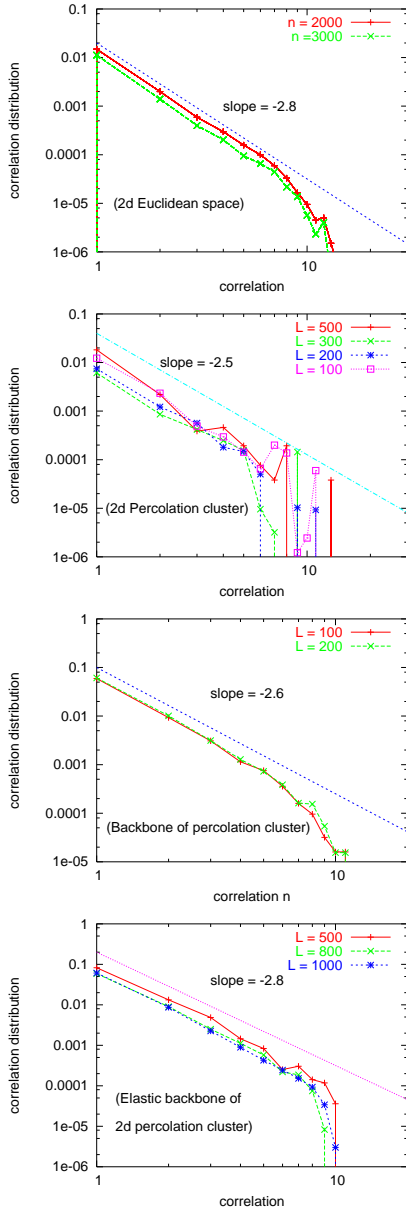 0.1
0.01
0.001
0.0001
1e-05
1e-06
1
10
correlation distribution
correlation
n = 2000
n =3000
slope = -2.8
(2d Euclidean space)
0.1
0.01
0.001
0.0001
1e-05
1e-06
1
10
correlation distribution
correlation
L = 500
L = 300
L = 200
L = 100
slope = -2.5
(2d Percolation cluster)
1
0.1
0.01
0.001
0.0001
1e-05
1
10
correlation distribution
correlation n
L = 100
L = 200
slope = -2.6
(Backbone of percolation cluster)
1
0.1
0.01
0.001
0.0001
1e-05
1e-06
1
10
correlation distribution
correlation
L = 500
L = 800
L = 1000
slope = -2.8
(Elastic backbone of
2d percolation cluster)